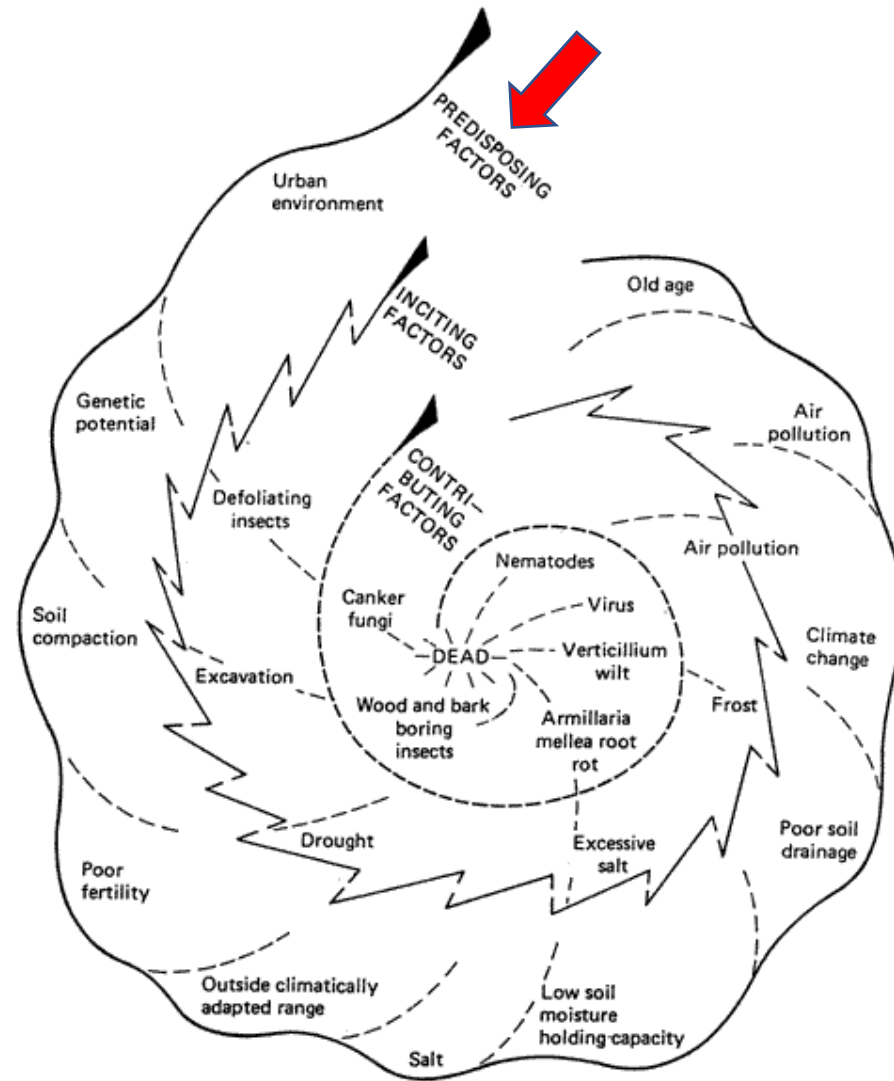 PREDISPOSING
FACTORS
Urban
environment
INCITING
FACTORS
Old age
Genetic
potential
Air
pollution
CONTRI–
BUTING
FACTORS
Defoliating
insects
Nematodes
Air pollution
Canker
fungi
Virus
Soil
compaction
DEAD
Verticillium
wilt
Climate
change
Excavation
Wood and bark
boring
insects
Armillaria
mellea root
rot
Frost
Drought
Excessive
salt
Poor soil
drainage
Poor
fertility
Outside climatically
adapted range
Low soil
moisture
holding capacity
Salt